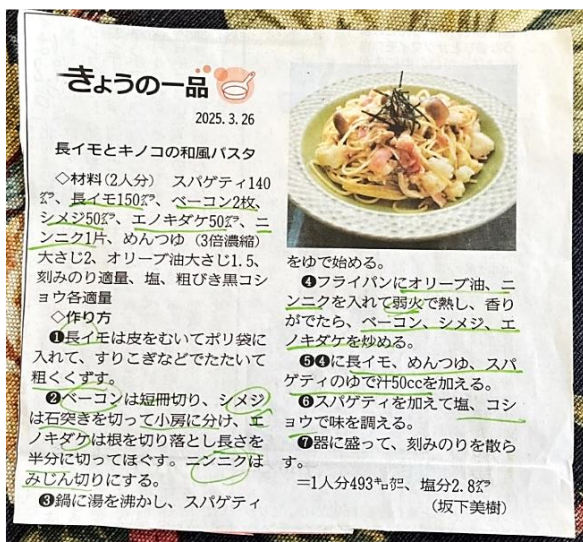 きょうの一品
2025.3.26
長イモとキノコの和風パスタ
◇材料(2人分) スパゲティ140
㌘、長イモ150㌘、ベーコン2枚、
シメジ50㌘、エノキダケ50㌘、ニ
ンニク1片、めんつゆ(3倍濃縮)
大さじ2、オリーブ油大さじ1.5、
刻みのり適量、塩、粗びき黒コシ
ョウ各適量
◇作り方
❶長イモは皮をむいてポリ袋に
入れて、すりこぎなどでたたいて
粗くくずす。
❷ベーコンは短冊切り、シメジ
は石突きを切って小房に分け、エ
ノキダケは根を切り落とし長さを
半分に切ってほぐす。ニンニクは
みじん切りにする。
❸鍋に湯を沸かし、スパゲティ
をゆで始める。
❹フライパンにオリーブ油、ニ
ンニクを入れて弱火で熱し、香り
がでたら、ベーコン、シメジ、エ
ノキダケを炒める。
❺❹に長イモ、めんつゆ、スパ
ゲティのゆで汁50ccを加える。
❻スパゲティを加えて塩、コシ
ョウで味を調える。
❼器に盛って、刻みのりを散ら
す。
=1人分493㌔㌍、塩分2.8㌘
(坂下美樹)